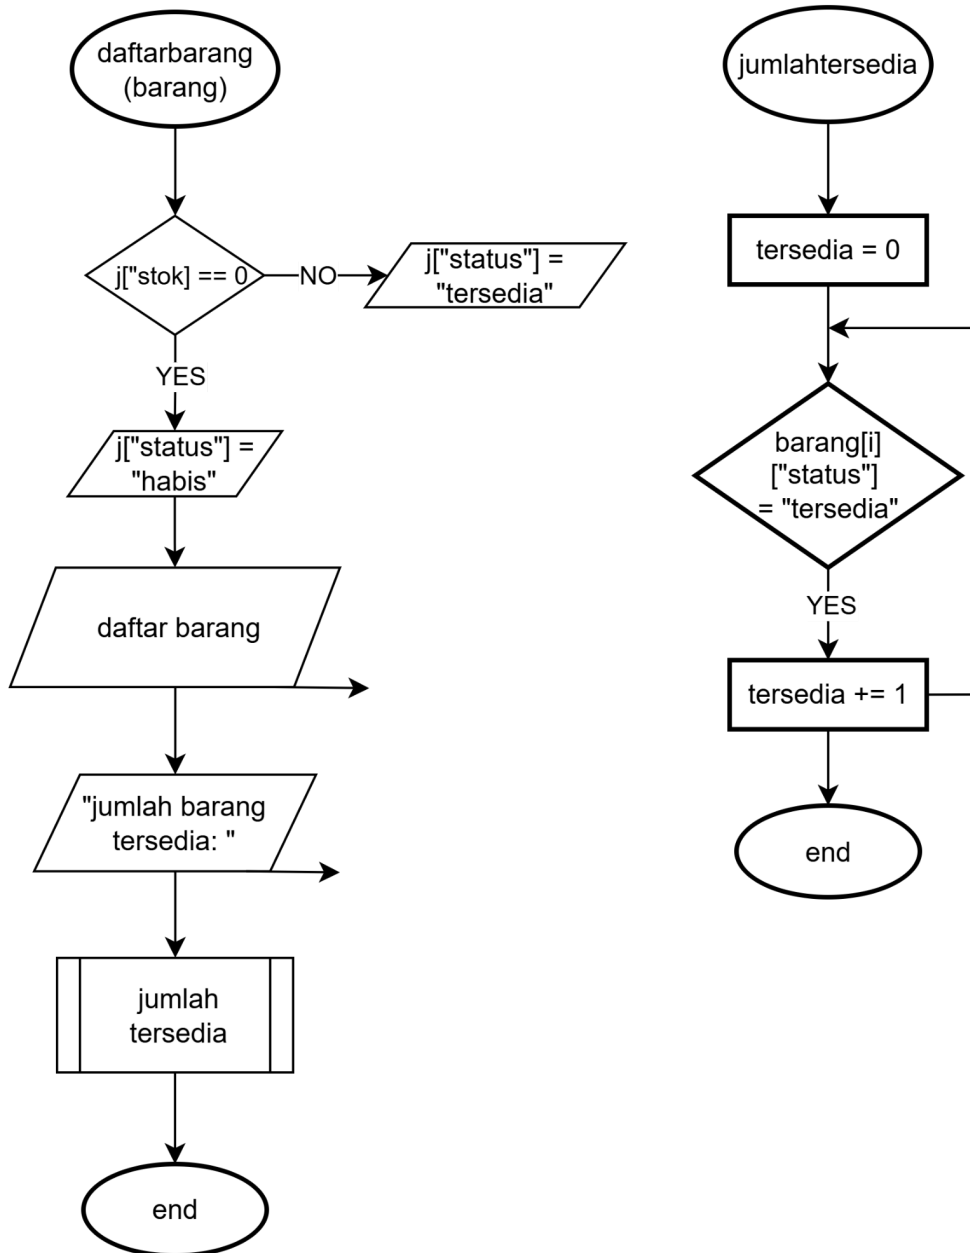 daftarbarang
(barang)
j["stok] == 0
NO
j["status"] =
"tersedia"
YES
j["status"] =
"habis"
daftar barang
"jumlah barang
tersedia: "
jumlah
tersedia
end
jumlahtersedia
tersedia = 0
barang[i]
["status"]
= "tersedia"
YES
tersedia += 1
end